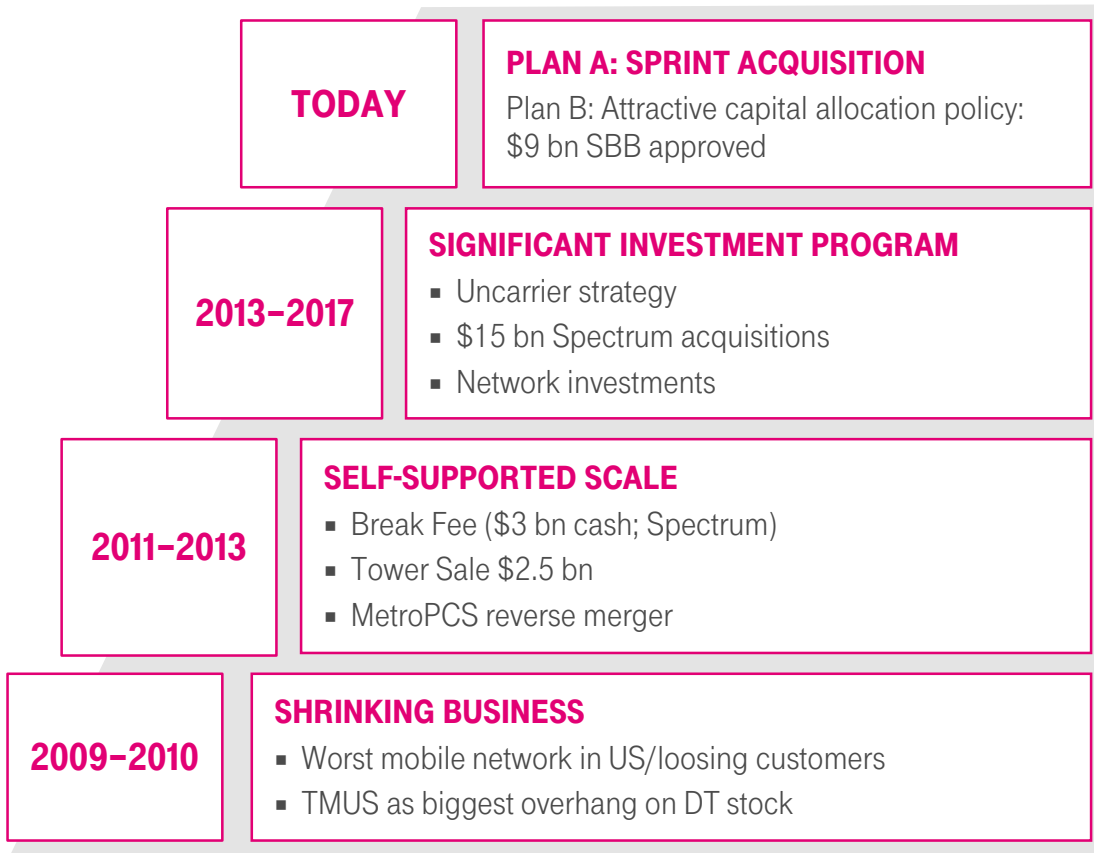 TODAY
PLAN A: SPRINT ACQUISITION
Plan B: Attractive capital allocation policy:
$9 bn SBB approved
2013–2017
SIGNIFICANT INVESTMENT PROGRAM
▪ Uncarrier strategy
▪ $15 bn Spectrum acquisitions
▪ Network investments
2011–2013
SELF-SUPPORTED SCALE
▪ Break Fee ($3 bn cash; Spectrum)
▪ Tower Sale $2.5 bn
▪ MetroPCS reverse merger
2009–2010
SHRINKING BUSINESS
▪ Worst mobile network in US/loosing customers
▪ TMUS as biggest overhang on DT stock